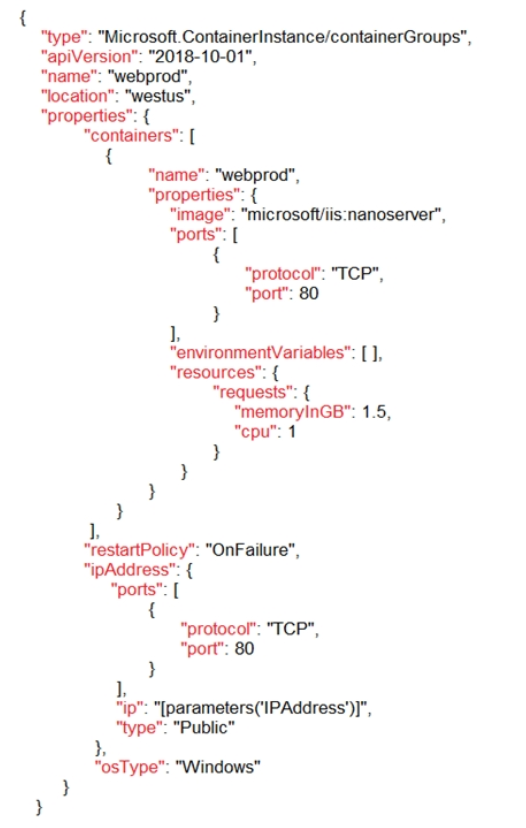 {
"type": "Microsoft.ContainerInstance/containerGroups",
"apiVersion": "2018-10-01",
"name": "webprod",
"location": "westus",
"properties": {
"containers": [
{
"name": "webprod",
"properties": {
"image": "microsoft/iis:nanoserver",
"ports": [
{
"protocol": "TCP",
"port": 80
}
],
"environmentVariables": [ ],
"resources": {
"requests": {
"memoryInGB": 1.5,
"cpu": 1
}
}
}
}
],
"restartPolicy": "OnFailure",
"ipAddress": {
"ports": [
{
"protocol": "TCP",
"port": 80
}
],
"ip": "[parameters('IPAddress')]",
"type": "Public"
},
"osType": "Windows"
}
}